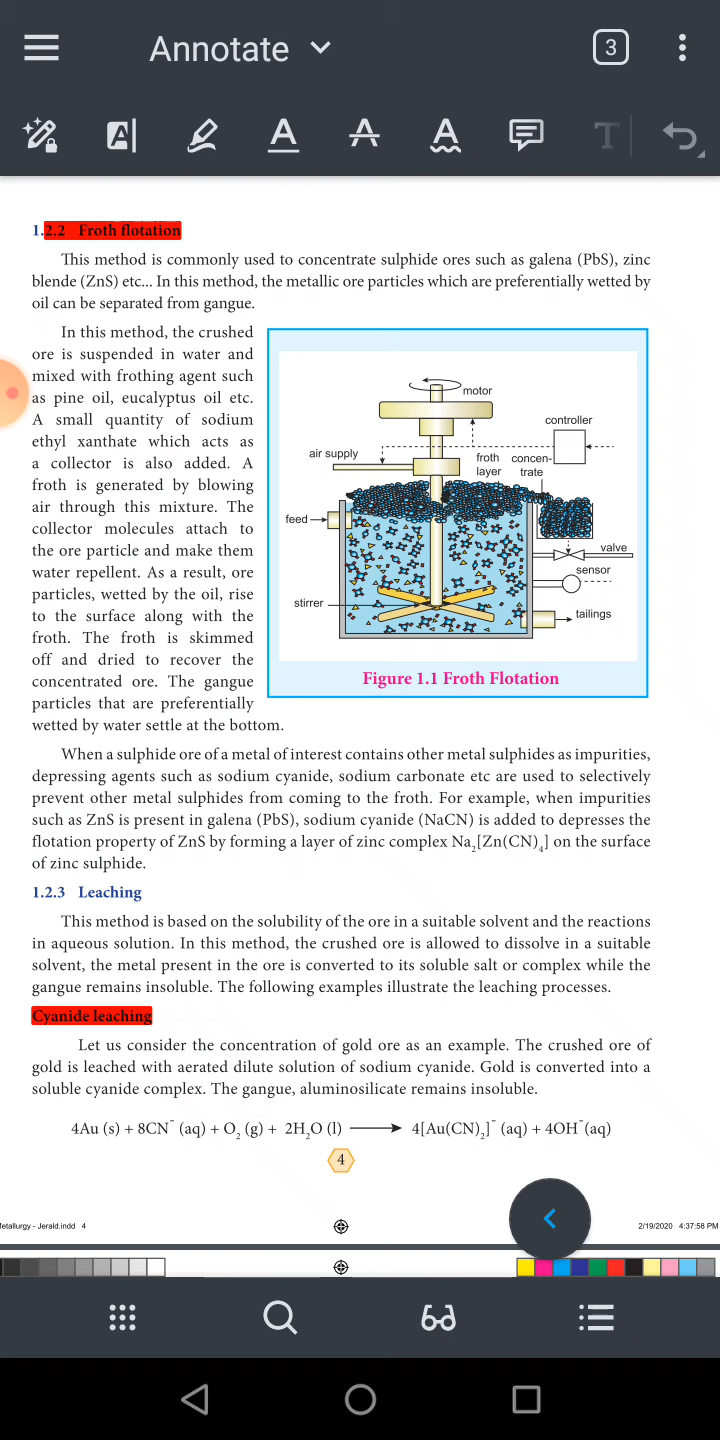 Annotate
3
A
A
A
A
T
1.2.2 Froth flotation
This method is commonly used to concentrate sulphide ores such as galena (PbS), zinc
blende (ZnS) etc... In this method, the metallic ore particles which are preferentially wetted by
oil can be separated from gangue.
In this method, the crushed
ore is suspended in water and
mixed with frothing agent such
as pine oil, eucalyptus oil etc.
A small quantity of sodium
ethyl xanthate which acts as
a collector is also added. A
froth is generated by blowing
air through this mixture. The
collector molecules attach to
the ore particle and make them
water repellent. As a result, ore
particles, wetted by the oil, rise
to the surface along with the
froth. The froth is skimmed
off and dried to recover the
concentrated ore. The gangue
particles that are preferentially
wetted by water settle at the bottom.
motor
controller
air supply
froth
layer
concen-
trate
feed
valve
sensor
stirrer
tailings
Figure 1.1 Froth Flotation
When a sulphide ore of a metal of interest contains other metal sulphides as impurities,
depressing agents such as sodium cyanide, sodium carbonate etc are used to selectively
prevent other metal sulphides from coming to the froth. For example, when impurities
such as ZnS is present in galena (PbS), sodium cyanide (NaCN) is added to depresses the
flotation property of ZnS by forming a layer of zinc complex Na₂[Zn(CN)₄] on the surface
of zinc sulphide.
1.2.3 Leaching
This method is based on the solubility of the ore in a suitable solvent and the reactions
in aqueous solution. In this method, the crushed ore is allowed to dissolve in a suitable
solvent, the metal present in the ore is converted to its soluble salt or complex while the
gangue remains insoluble. The following examples illustrate the leaching processes.
Cyanide leaching
Let us consider the concentration of gold ore as an example. The crushed ore of
gold is leached with aerated dilute solution of sodium cyanide. Gold is converted into a
soluble cyanide complex. The gangue, aluminosilicate remains insoluble.
4Au (s) + 8CN⁻ (aq) + O₂ (g) + 2H₂O (l) ⟶ 4[Au(CN)₂]⁻ (aq) + 4OH⁻ (aq)
4
etallurgy - Jerald.indd 4
2/19/2020 4:37:58 PM